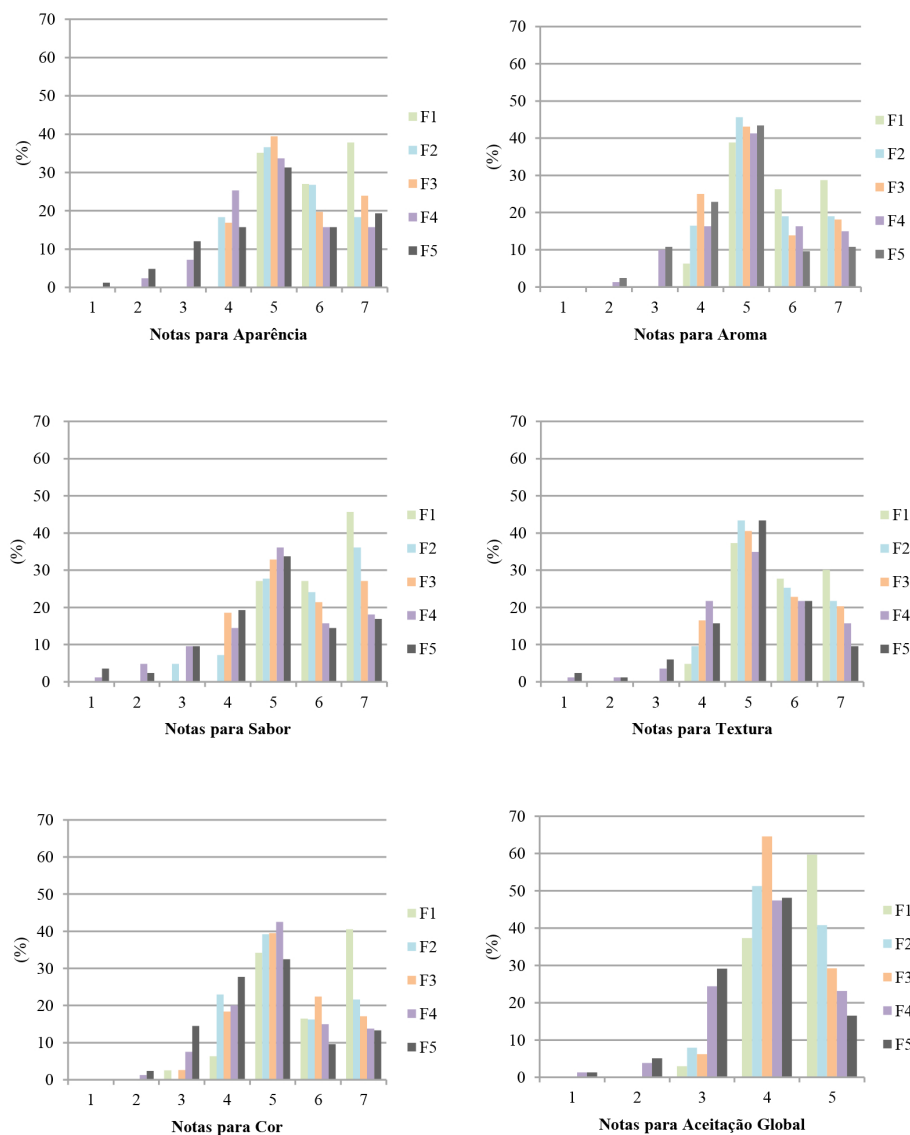 70
60
50
40
30
20
10
0
(%)
1 2 3 4 5 6 7
Notas para Aparência
F1
F2
F3
F4
F5
70
60
50
40
30
20
10
0
(%)
1 2 3 4 5 6 7
Notas para Aroma
F1
F2
F3
F4
F5
70
60
50
40
30
20
10
0
(%)
1 2 3 4 5 6 7
Notas para Sabor
F1
F2
F3
F4
F5
70
60
50
40
30
20
10
0
(%)
1 2 3 4 5 6 7
Notas para Textura
F1
F2
F3
F4
F5
70
60
50
40
30
20
10
0
(%)
1 2 3 4 5 6 7
Notas para Cor
F1
F2
F3
F4
F5
70
60
50
40
30
20
10
0
(%)
1 2 3 4 5
Notas para Aceitação Global
F1
F2
F3
F4
F5